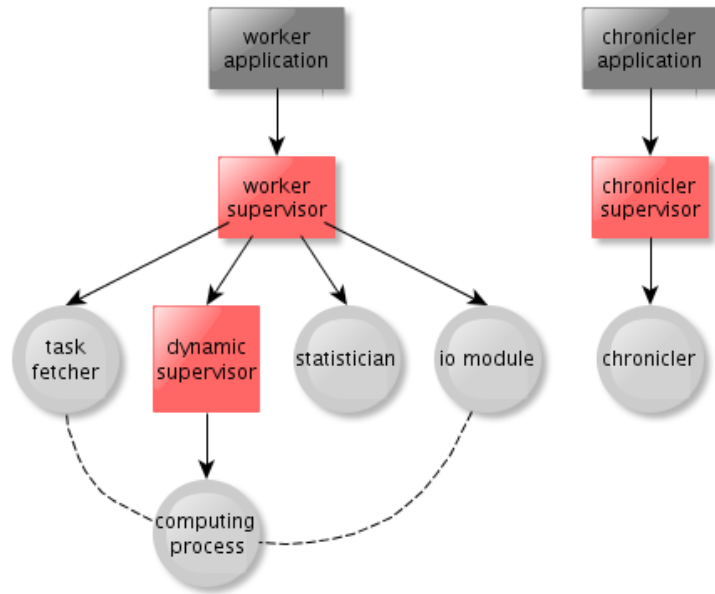 worker
application
chronicler
application
worker
supervisor
chronicler
supervisor
task
fetcher
dynamic
supervisor
statistician
io module
chronicler
computing
process